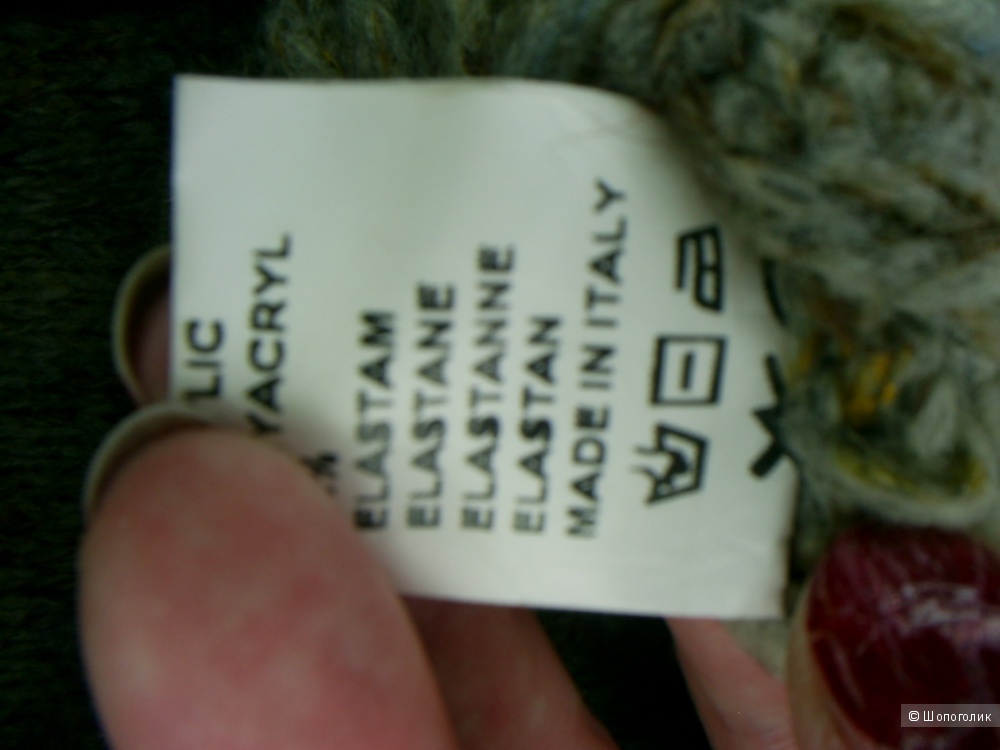 LIC
YACRYL
%
ELASTAM
ELASTANE
ELASTANNE
ELASTAN
MADE IN ITALY
© Шопоголик